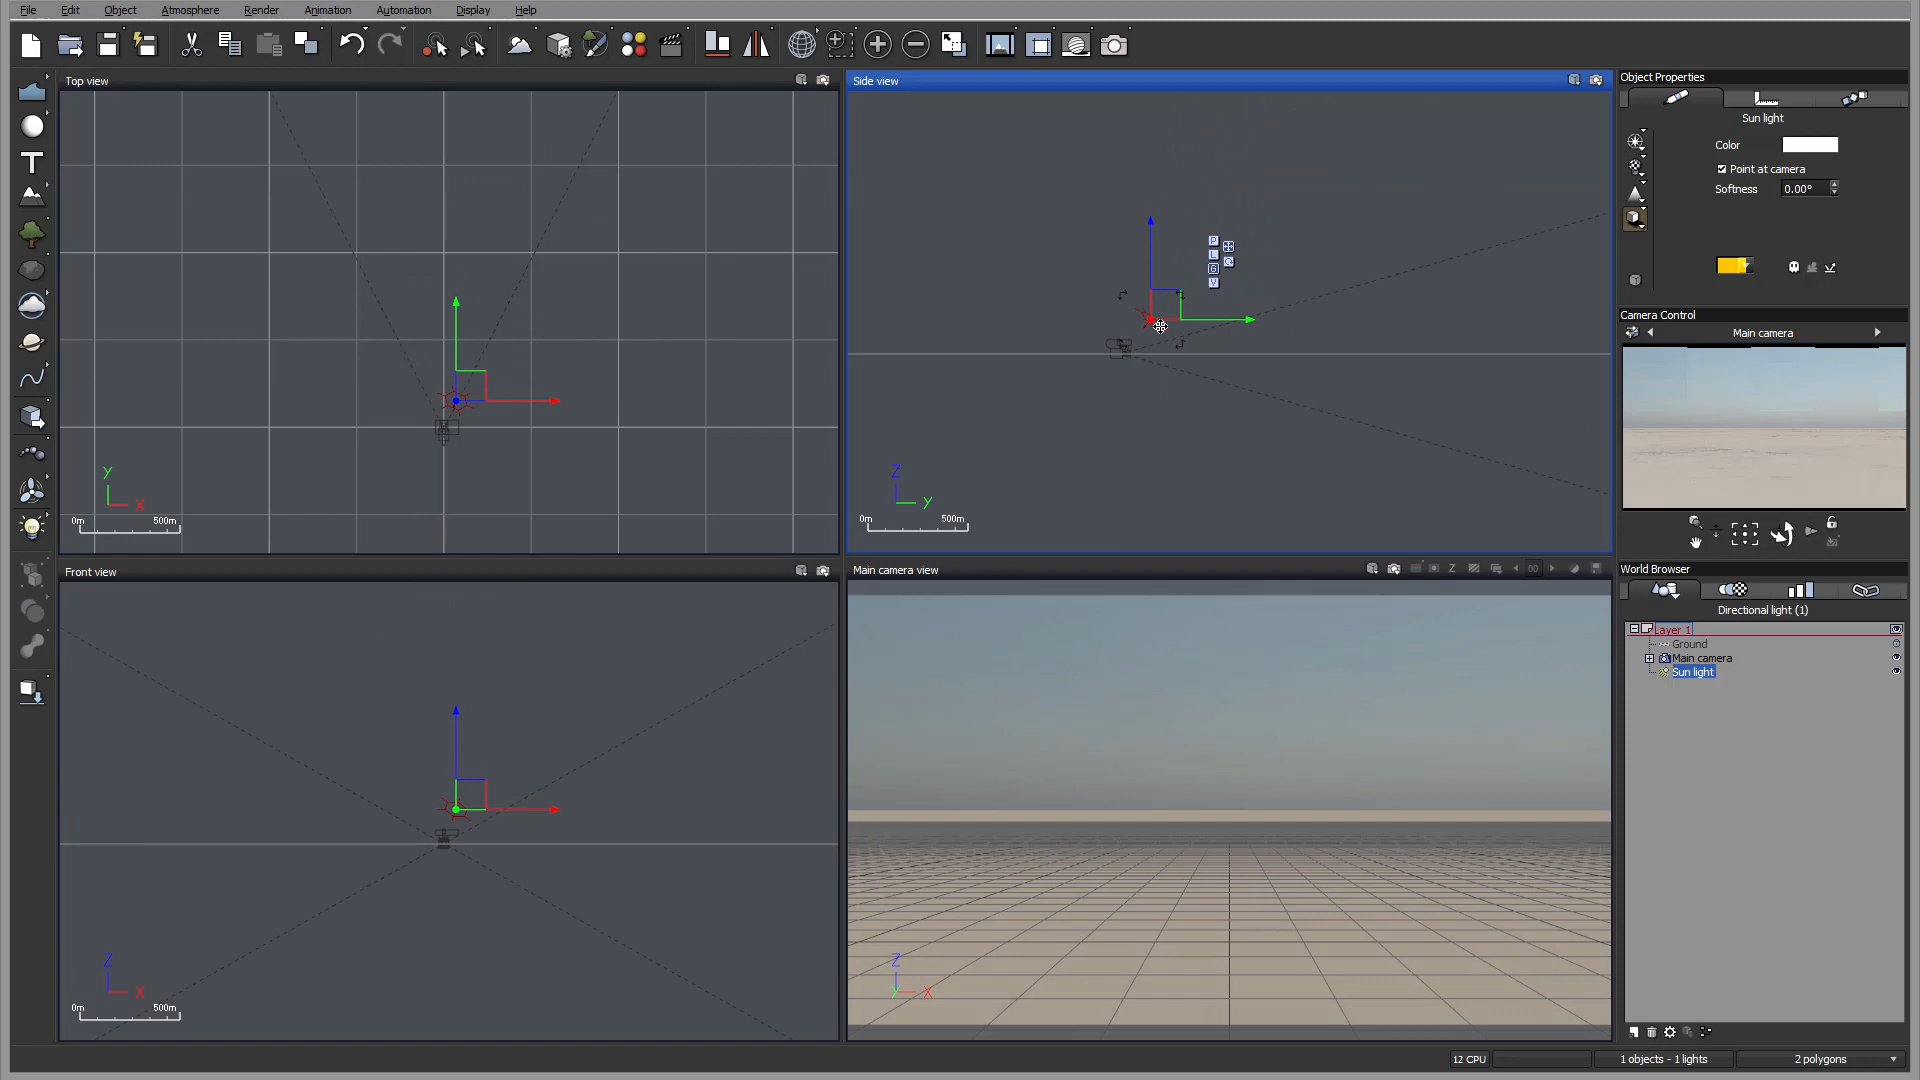 File Edit Object Atmosphere Render Animation Automation Display Help
Top view
Side view
Object Properties
Sun light
Color
Point at camera
Softness 0.00°
P
L
G
V
Camera Control
Main camera
Y
X
0m 500m
Z
Y
0m 500m
Front view
Main camera view
Z
00
World Browser
Directional light (1)
Layer 1
Ground
Main camera
Sun light
Z
X
0m 500m
Z
Y
X
12 CPU
1 objects - 1 lights
2 polygons